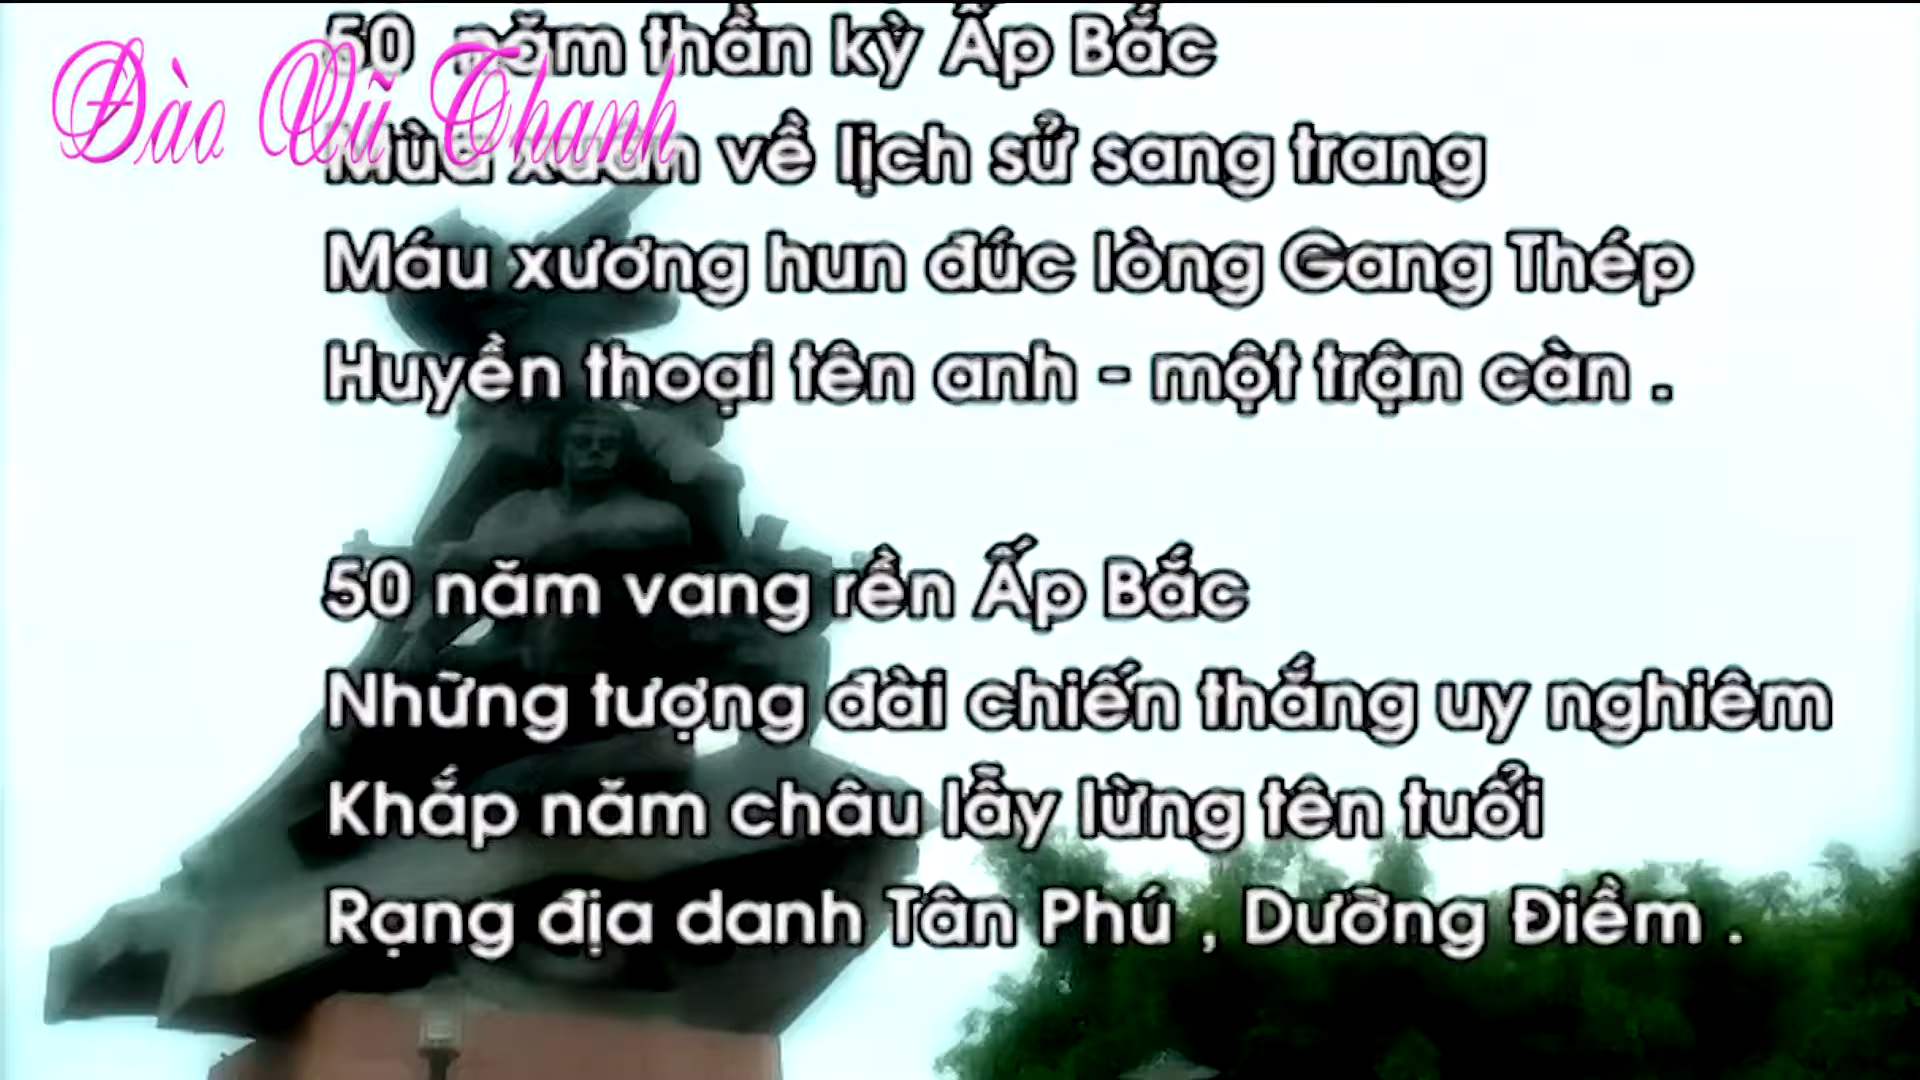 50 năm thần kỳ Ấp Bắc
Đào Vũ Thanh
Mùa xuân về lịch sử sang trang
Máu xương hun đúc lòng Gang Thép
Huyền thoại tên anh - một trận càn .
50 năm vang rền Ấp Bắc
Những tượng đài chiến thắng uy nghiêm
Khắp năm châu lẫy lừng tên tuổi
Rạng địa danh Tân Phú , Dưỡng Điềm .